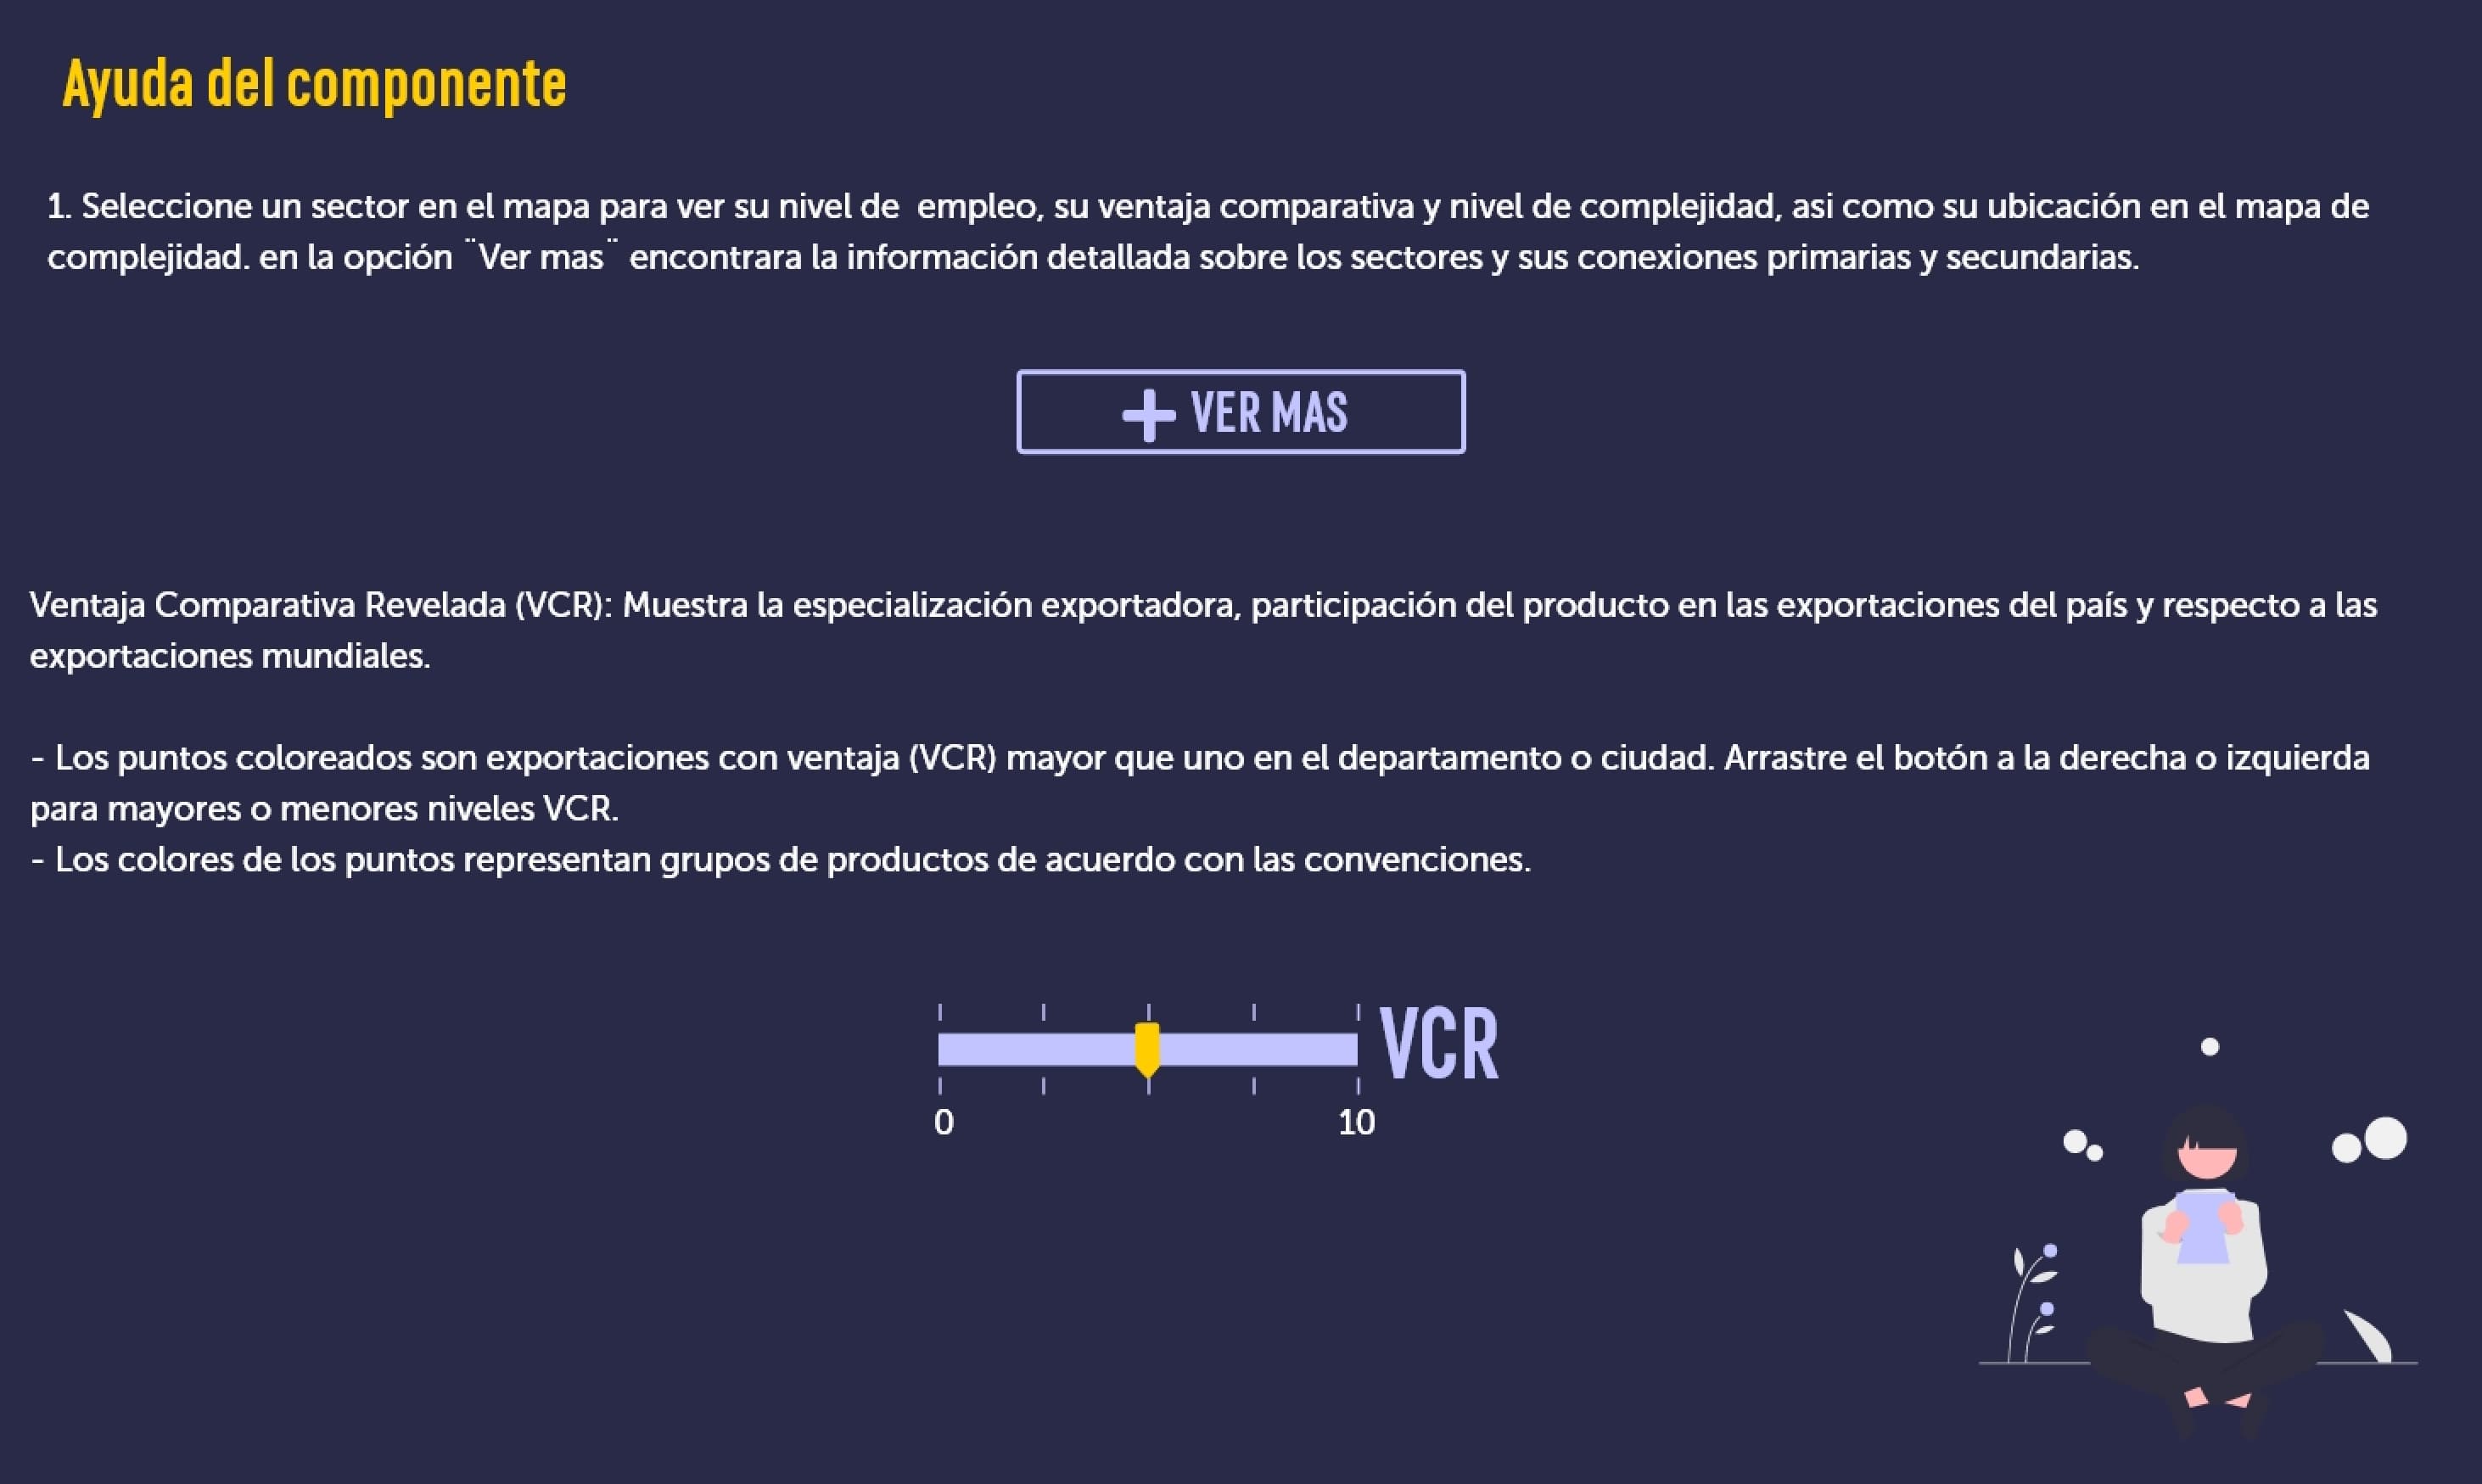 Ayuda del componente
1. Seleccione un sector en el mapa para ver su nivel de  empleo, su ventaja comparativa y nivel de complejidad, asi como su ubicación en el mapa de
complejidad. en la opción ¨Ver mas¨ encontrara la información detallada sobre los sectores y sus conexiones primarias y secundarias.
VER MAS
Ventaja Comparativa Revelada (VCR): Muestra la especialización exportadora, participación del producto en las exportaciones del país y respecto a las
exportaciones mundiales.
- Los puntos coloreados son exportaciones con ventaja (VCR) mayor que uno en el departamento o ciudad. Arrastre el botón a la derecha o izquierda
para mayores o menores niveles VCR.
- Los colores de los puntos representan grupos de productos de acuerdo con las convenciones.
VCR
0 10